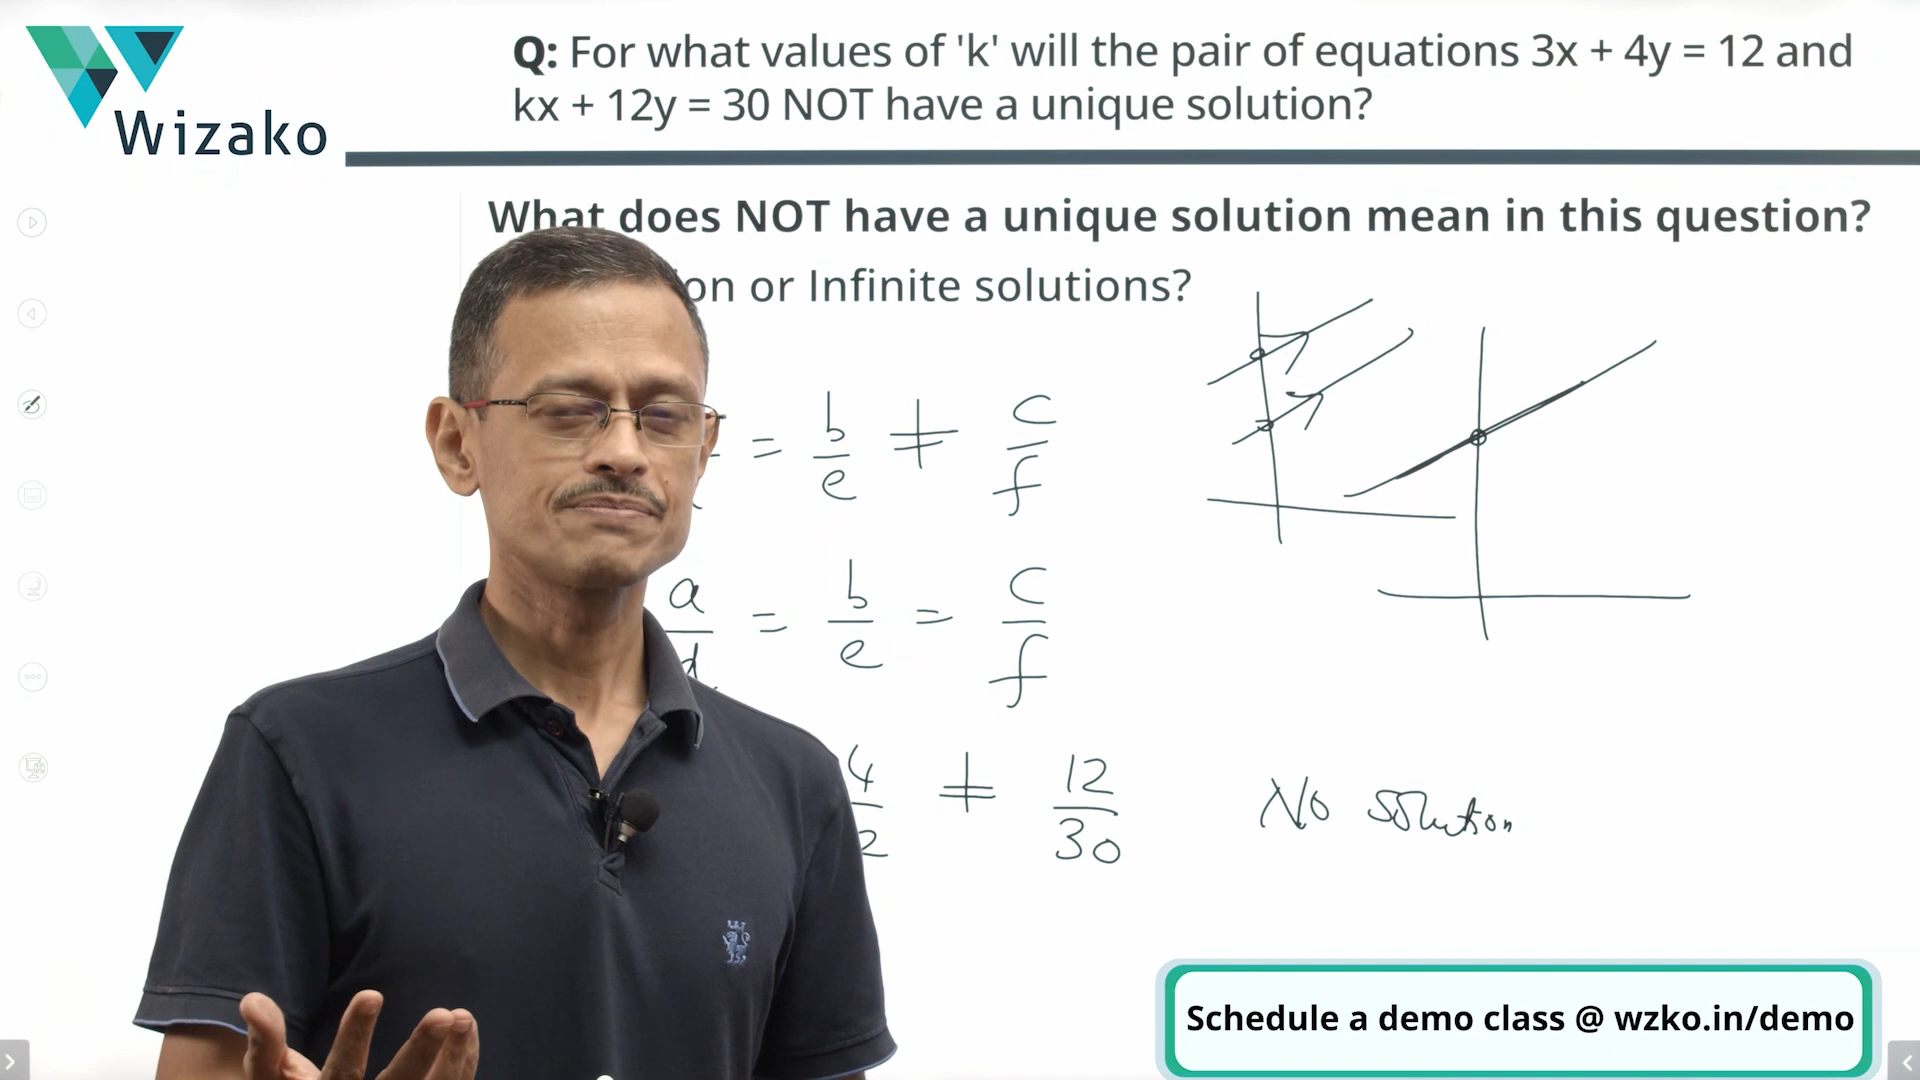 Wizako
Q: For what values of 'k' will the pair of equations 3x + 4y = 12 and
kx + 12y = 30 NOT have a unique solution?
What does NOT have a unique solution mean in this question?
on or Infinite solutions?
= b/e ≠ c/f
a/d = b/e = c/f
4/2 ≠ 12/30
No solution
Schedule a demo class @ wzko.in/demo